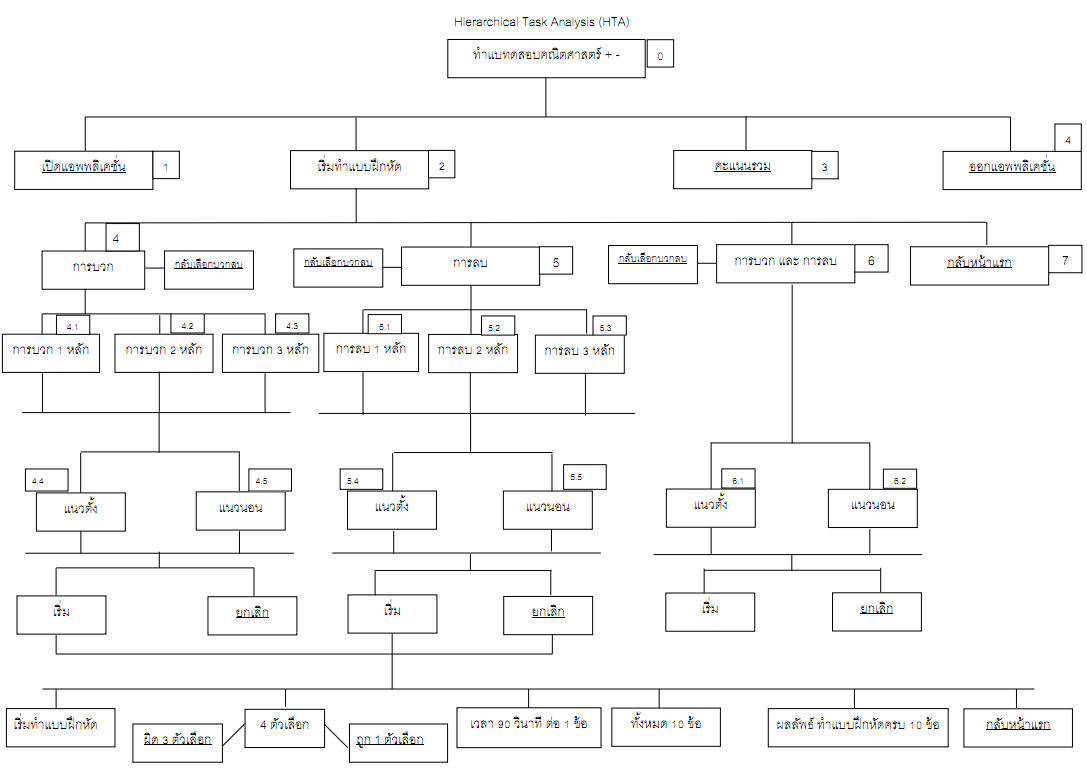 Hierarchical Task Analysis (HTA)
ทำแบทดสอบคณิตศาสตร์ + -
0
เปิดแอพพลิเคชั่น
1
เริ่มทำแบบฝึกหัด
2
คะแนนรวม
3
4
ออกแอพพลิเคชั่น
4
การบวก
กลับเลือกบวกลบ
กลับเลือกบวกลบ
การลบ
5
กลับเลือกบวกลบ
การบวก และ การลบ
6
กลับหน้าแรก
7
4.1
4.2
4.3
5.1
5.2
5.3
การบวก 1 หลัก
การบวก 2 หลัก
การบวก 3 หลัก
การลบ 1 หลัก
การลบ 2 หลัก
การลบ 3 หลัก
4.4
4.5
5.4
5.5
6.1
6.2
แนวตั้ง
แนวนอน
แนวตั้ง
แนวนอน
แนวตั้ง
แนวนอน
เริ่ม
ยกเลิก
เริ่ม
ยกเลิก
เริ่ม
ยกเลิก
เริ่มทำแบบฝึกหัด
ผิด 3 ตัวเลือก
4 ตัวเลือก
ถูก 1 ตัวเลือก
เวลา 90 วินาที ต่อ 1 ข้อ
ทั้งหมด 10 ข้อ
ผลลัพธ์ ทำแบบฝึกหัดครบ 10 ข้อ
กลับหน้าแรก